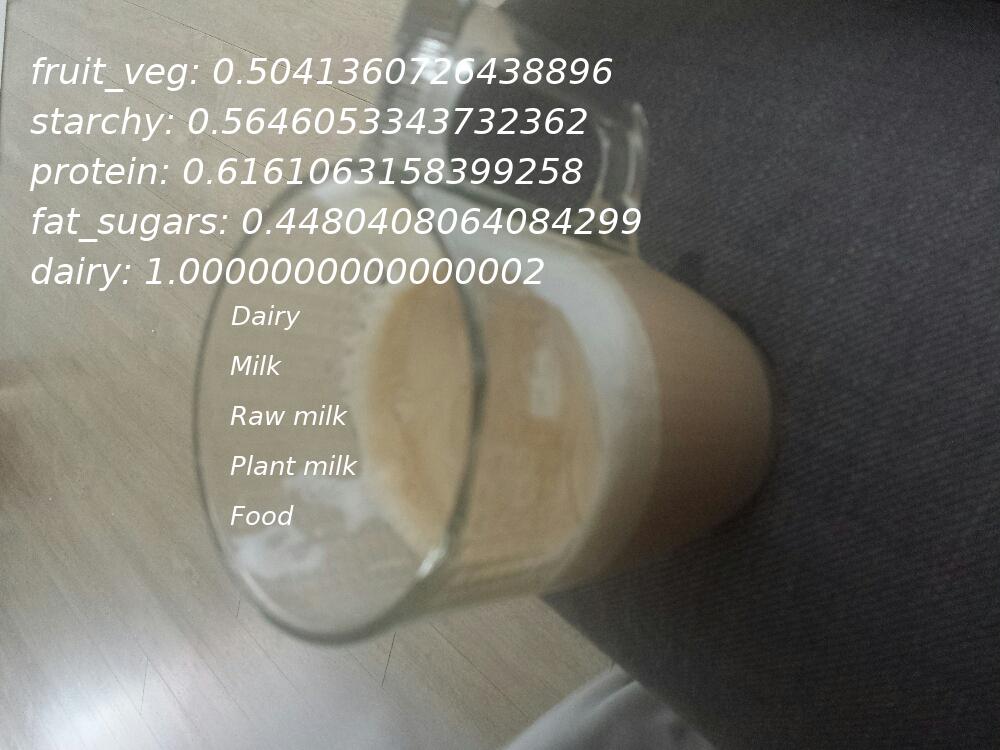 fruit_veg: 0.5041360726438896
starchy: 0.5646053343732362
protein: 0.6161063158399258
fat_sugars: 0.4480408064084299
dairy: 1.0000000000000002
Dairy
Milk
Raw milk
Plant milk
Food